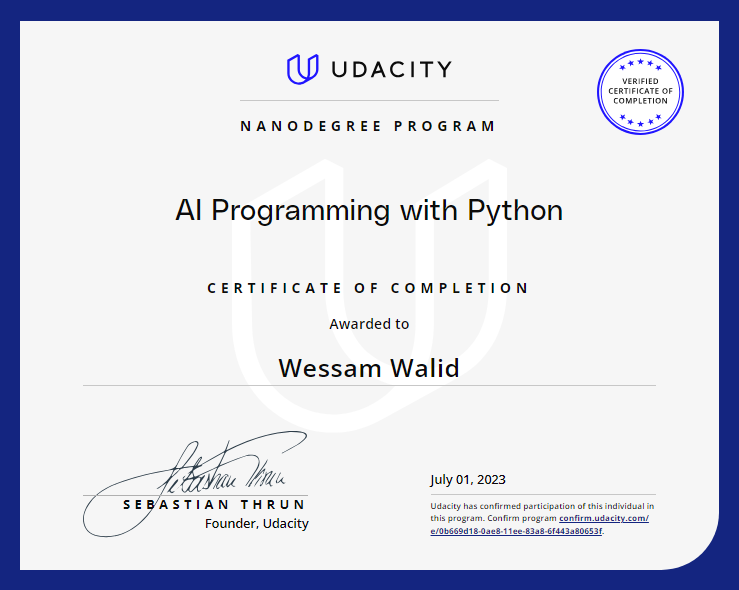 UDACITY
VERIFIED
CERTIFICATE OF
COMPLETION
NANODEGREE PROGRAM
AI Programming with Python
CERTIFICATE OF COMPLETION
Awarded to
Wessam Walid
Sebastian Thrun
SEBASTIAN THRUN
Founder, Udacity
July 01, 2023
Udacity has confirmed participation of this individual in
this program. Confirm program confirm.udacity.com/
e/0b669d18-0ae8-11ee-83a8-6f443a80653f.